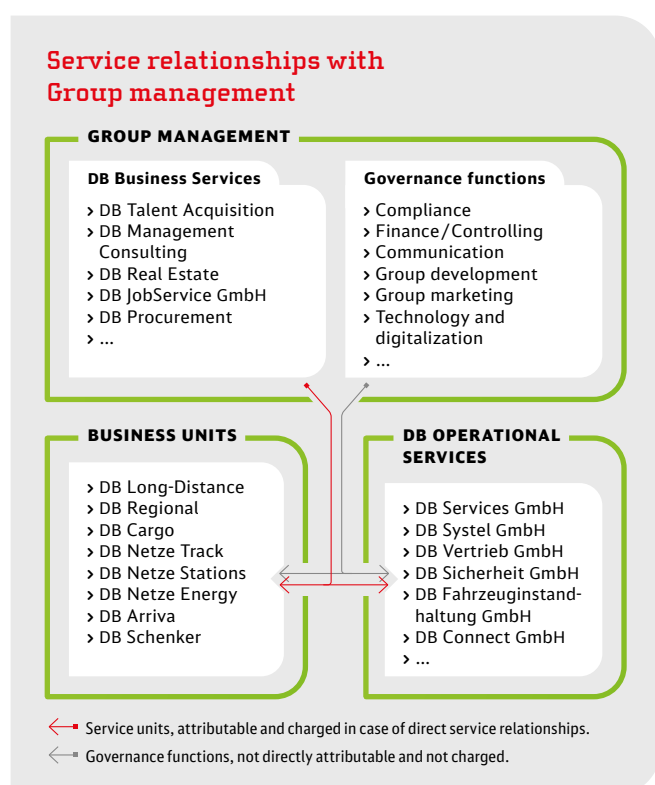 Service relationships with
Group management
GROUP MANAGEMENT
DB Business Services
› DB Talent Acquisition
› DB Management
Consulting
› DB Real Estate
› DB JobService GmbH
› DB Procurement
› ...
Governance functions
› Compliance
› Finance/Controlling
› Communication
› Group development
› Group marketing
› Technology and
digitalization
› ...
BUSINESS UNITS
› DB Long-Distance
› DB Regional
› DB Cargo
› DB Netze Track
› DB Netze Stations
› DB Netze Energy
› DB Arriva
› DB Schenker
DB OPERATIONAL
SERVICES
› DB Services GmbH
› DB Systel GmbH
› DB Vertrieb GmbH
› DB Sicherheit GmbH
› DB Fahrzeuginstand-
haltung GmbH
› DB Connect GmbH
› ...
Service units, attributable and charged in case of direct service relationships.
Governance functions, not directly attributable and not charged.